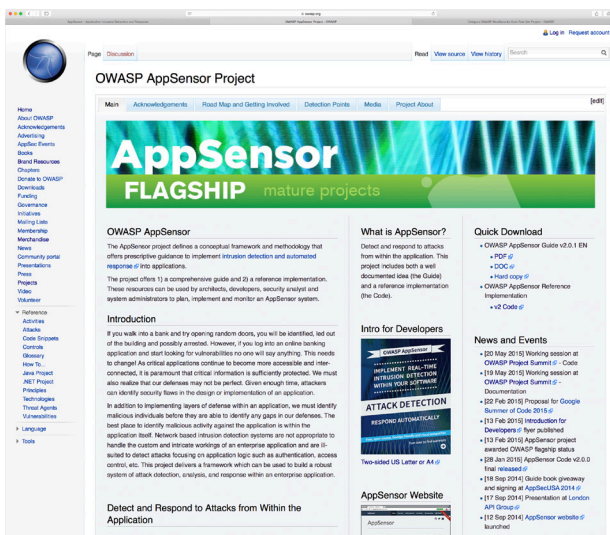 owasp.org
Log in Request account
Page Discussion
Read View source View history Search
OWASP AppSensor Project
Main Acknowledgements Road Map and Getting Involved Detection Points Media Project About
[edit]
Home
About OWASP
Acknowledgements
Advertising
AppSec Events
Books
Brand Resources
Chapters
Donate to OWASP
Downloads
Funding
Governance
Initiatives
Mailing Lists
Membership
Merchandise
News
Community portal
Presentations
Press
Projects
Video
Volunteer
Reference
Activities
Attacks
Code Snippets
Controls
Glossary
How To...
Java Project
.NET Project
Principles
Technologies
Threat Agents
Vulnerabilities
Language
Tools
AppSensor
FLAGSHIP mature projects
OWASP AppSensor
The AppSensor project defines a conceptual framework and methodology that
offers prescriptive guidance to implement intrusion detection and automated
response into applications.
The project offers 1) a comprehensive guide and 2) a reference implementation.
These resources can be used by architects, developers, security analyst and
system administrators to plan, implement and monitor an AppSensor system.
Introduction
If you walk into a bank and try opening random doors, you will be identified, led out
of the building and possibly arrested. However, if you log into an online banking
application and start looking for vulnerabilities no one will say anything. This needs
to change! As critical applications continue to become more accessible and inter-
connected, it is paramount that critical information is sufficiently protected. We must
also realize that our defenses may not be perfect. Given enough time, attackers
can identify security flaws in the design or implementation of an application.
In addition to implementing layers of defense within an application, we must identify
malicious individuals before they are able to identify any gaps in our defenses. The
best place to identify malicious activity against the application is within the
application itself. Network based intrusion detection systems are not appropriate to
handle the custom and intricate workings of an enterprise application and are ill-
suited to detect attacks focusing on application logic such as authentication, access
control, etc. This project delivers a framework which can be used to build a robust
system of attack detection, analysis, and response within an enterprise application.
Detect and Respond to Attacks from Within the
Application
What is AppSensor?
Detect and respond to attacks
from within the application. This
project includes both a well
documented idea (the Guide)
and a reference implementation
(the Code).
Intro for Developers
OWASP AppSensor
IMPLEMENT REAL-TIME
INTRUSION DETECTION
WITHIN YOUR SOFTWARE
ATTACK DETECTION
RESPOND AUTOMATICALLY
Two-sided US Letter or A4
AppSensor Website
AppSensor
Quick Download
OWASP AppSensor Guide v2.0.1 EN
PDF
DOC
Hard copy
OWASP AppSensor Reference
Implementation
v2 Code
News and Events
[20 May 2015] Working session at
OWASP Project Summit - Code
[19 May 2015] Working session at
OWASP Project Summit -
Documentation
[22 Feb 2015] Proposal for Google
Summer of Code 2015
[13 Feb 2015] Introduction for
Developers flyer published
[13 Feb 2015] AppSensor project
awarded OWASP flagship status
[28 Jan 2015] AppSensor Code v2.0.0
final released
[18 Sep 2014] Guide book giveaway
and signing at AppSecUSA 2014
[17 Sep 2014] Presentation at London
API Group
[12 Sep 2014] AppSensor website
launched